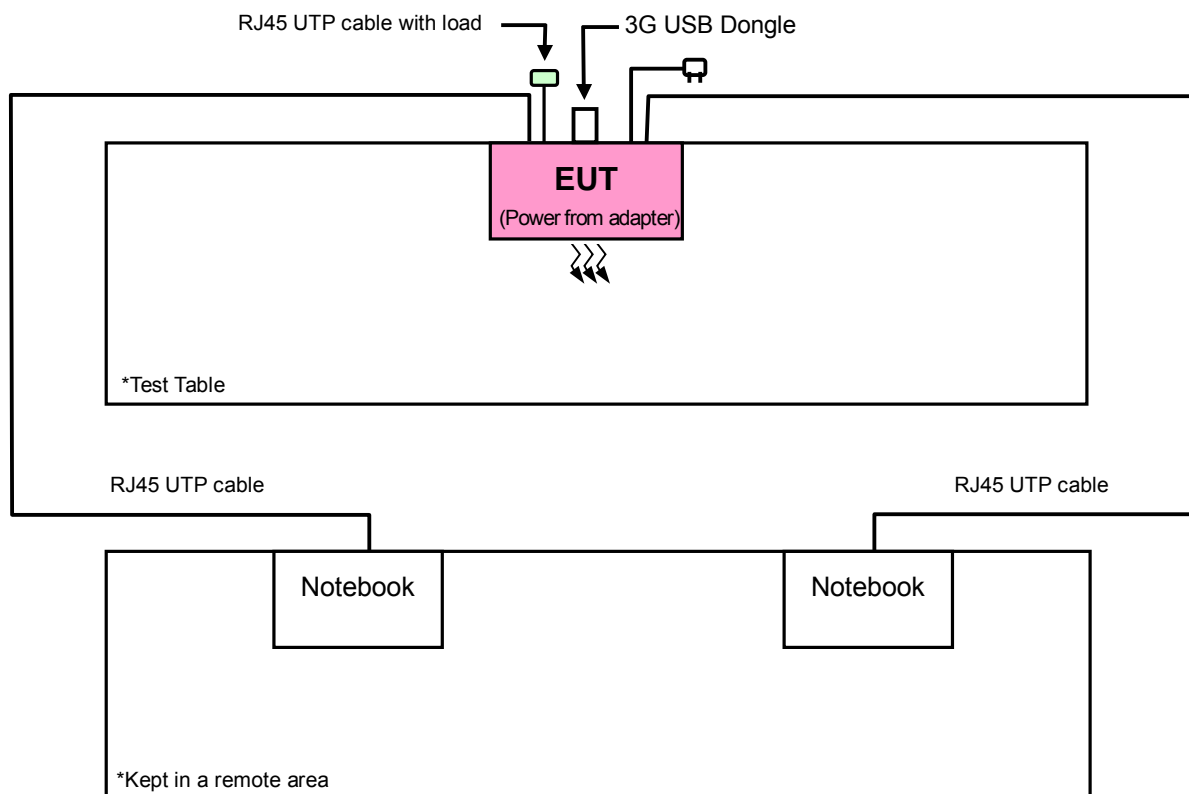 RJ45 UTP cable with load
3G USB Dongle
EUT
(Power from adapter)
*Test Table
RJ45 UTP cable
RJ45 UTP cable
Notebook
Notebook
*Kept in a remote area